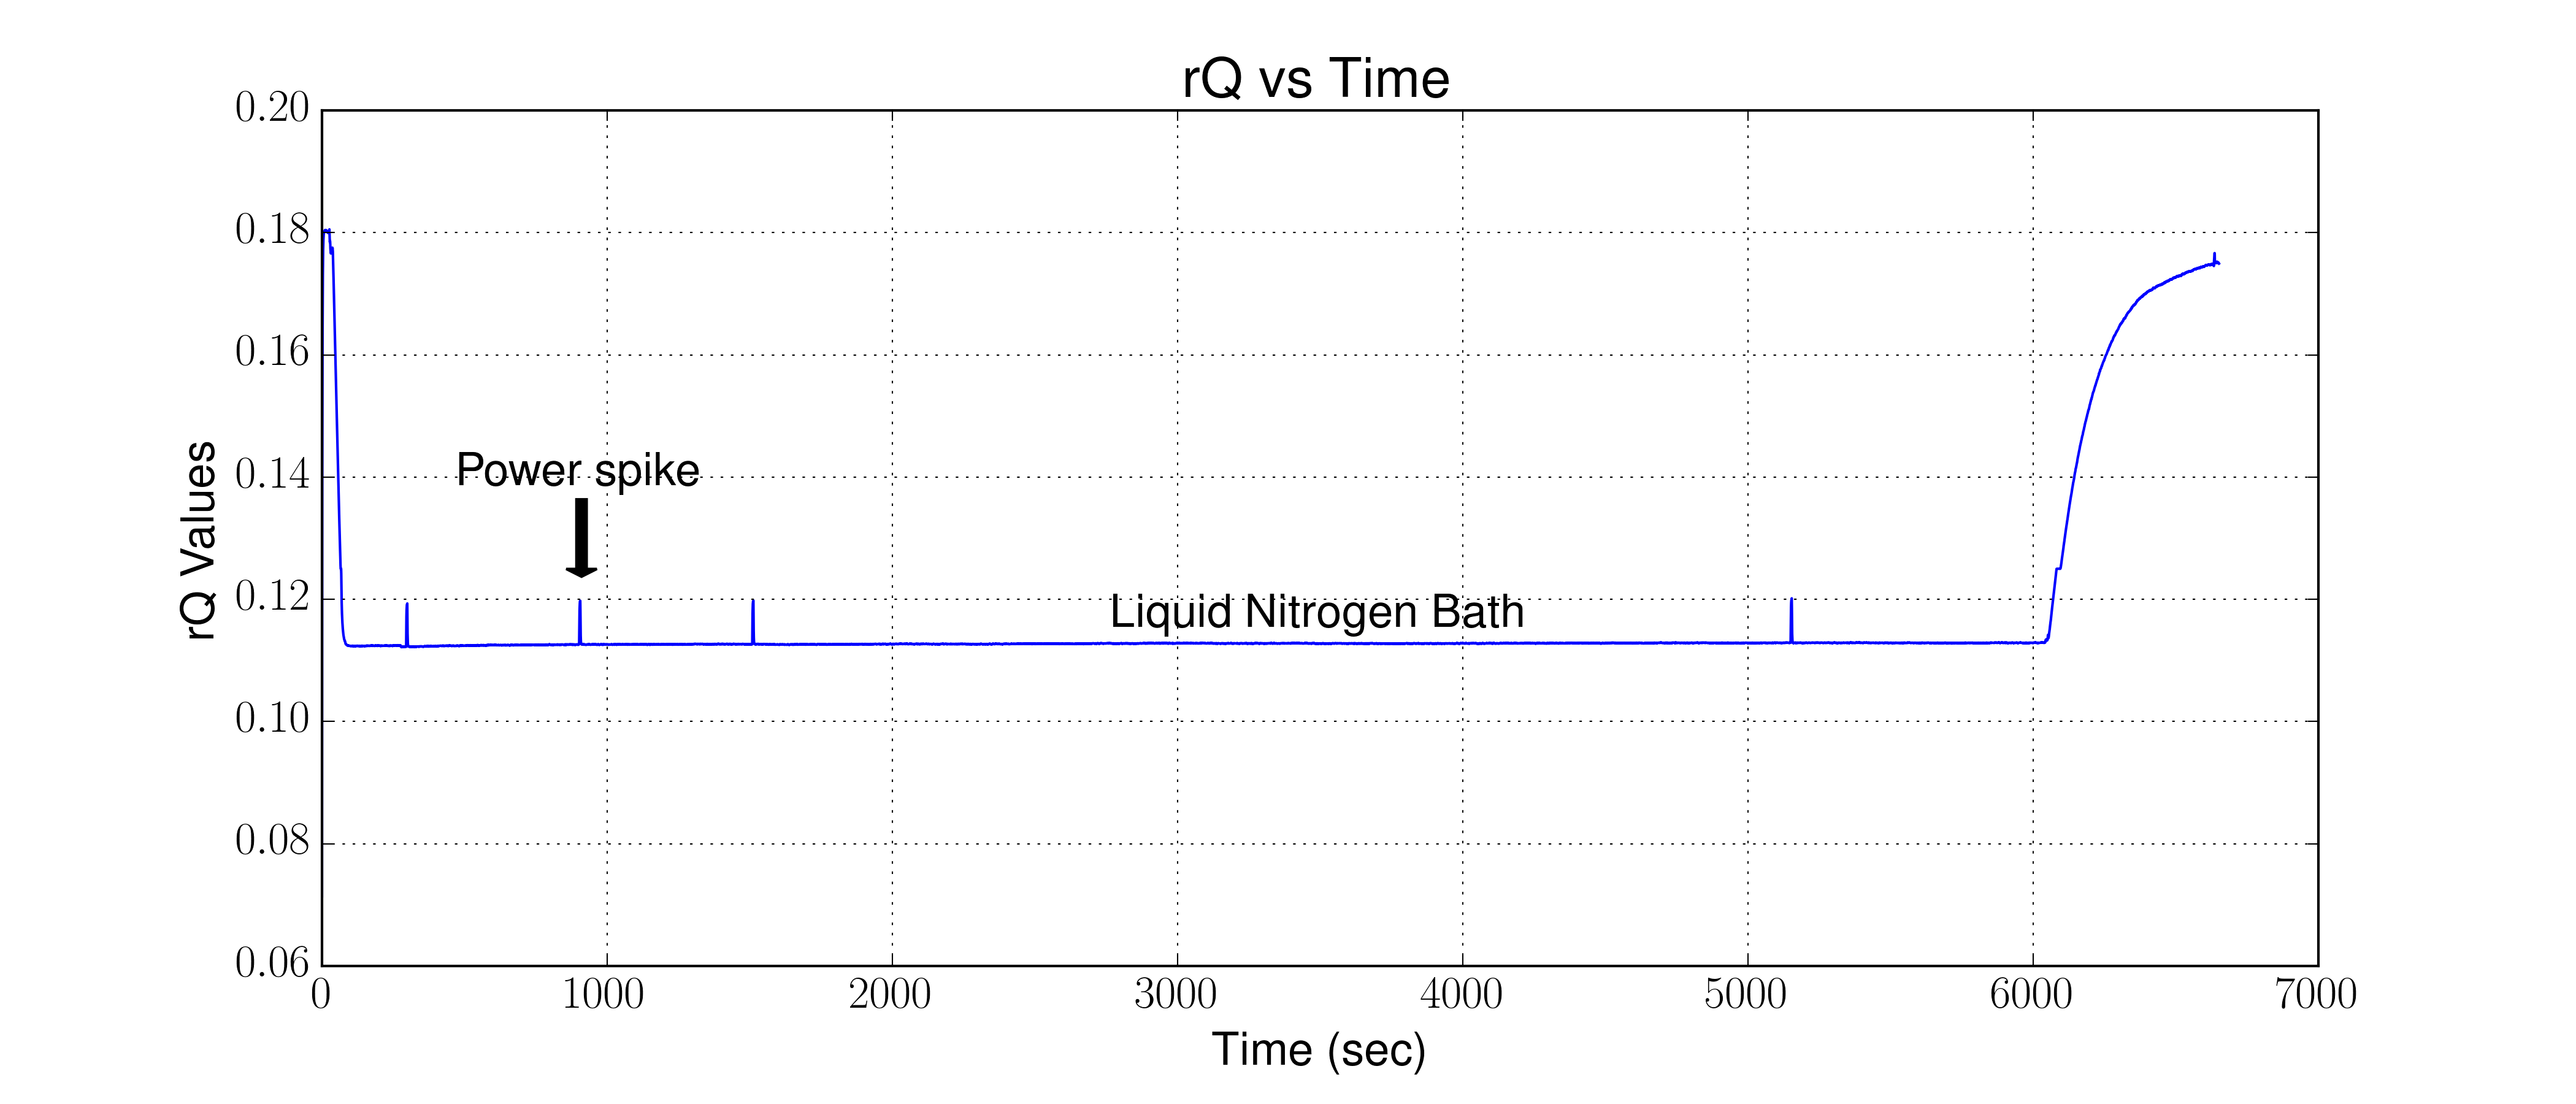 rQ vs Time
0.20
0.18
0.16
0.14
0.12
0.10
0.08
0.06
rQ Values
Power spike
Liquid Nitrogen Bath
0 1000 2000 3000 4000 5000 6000 7000
Time (sec)